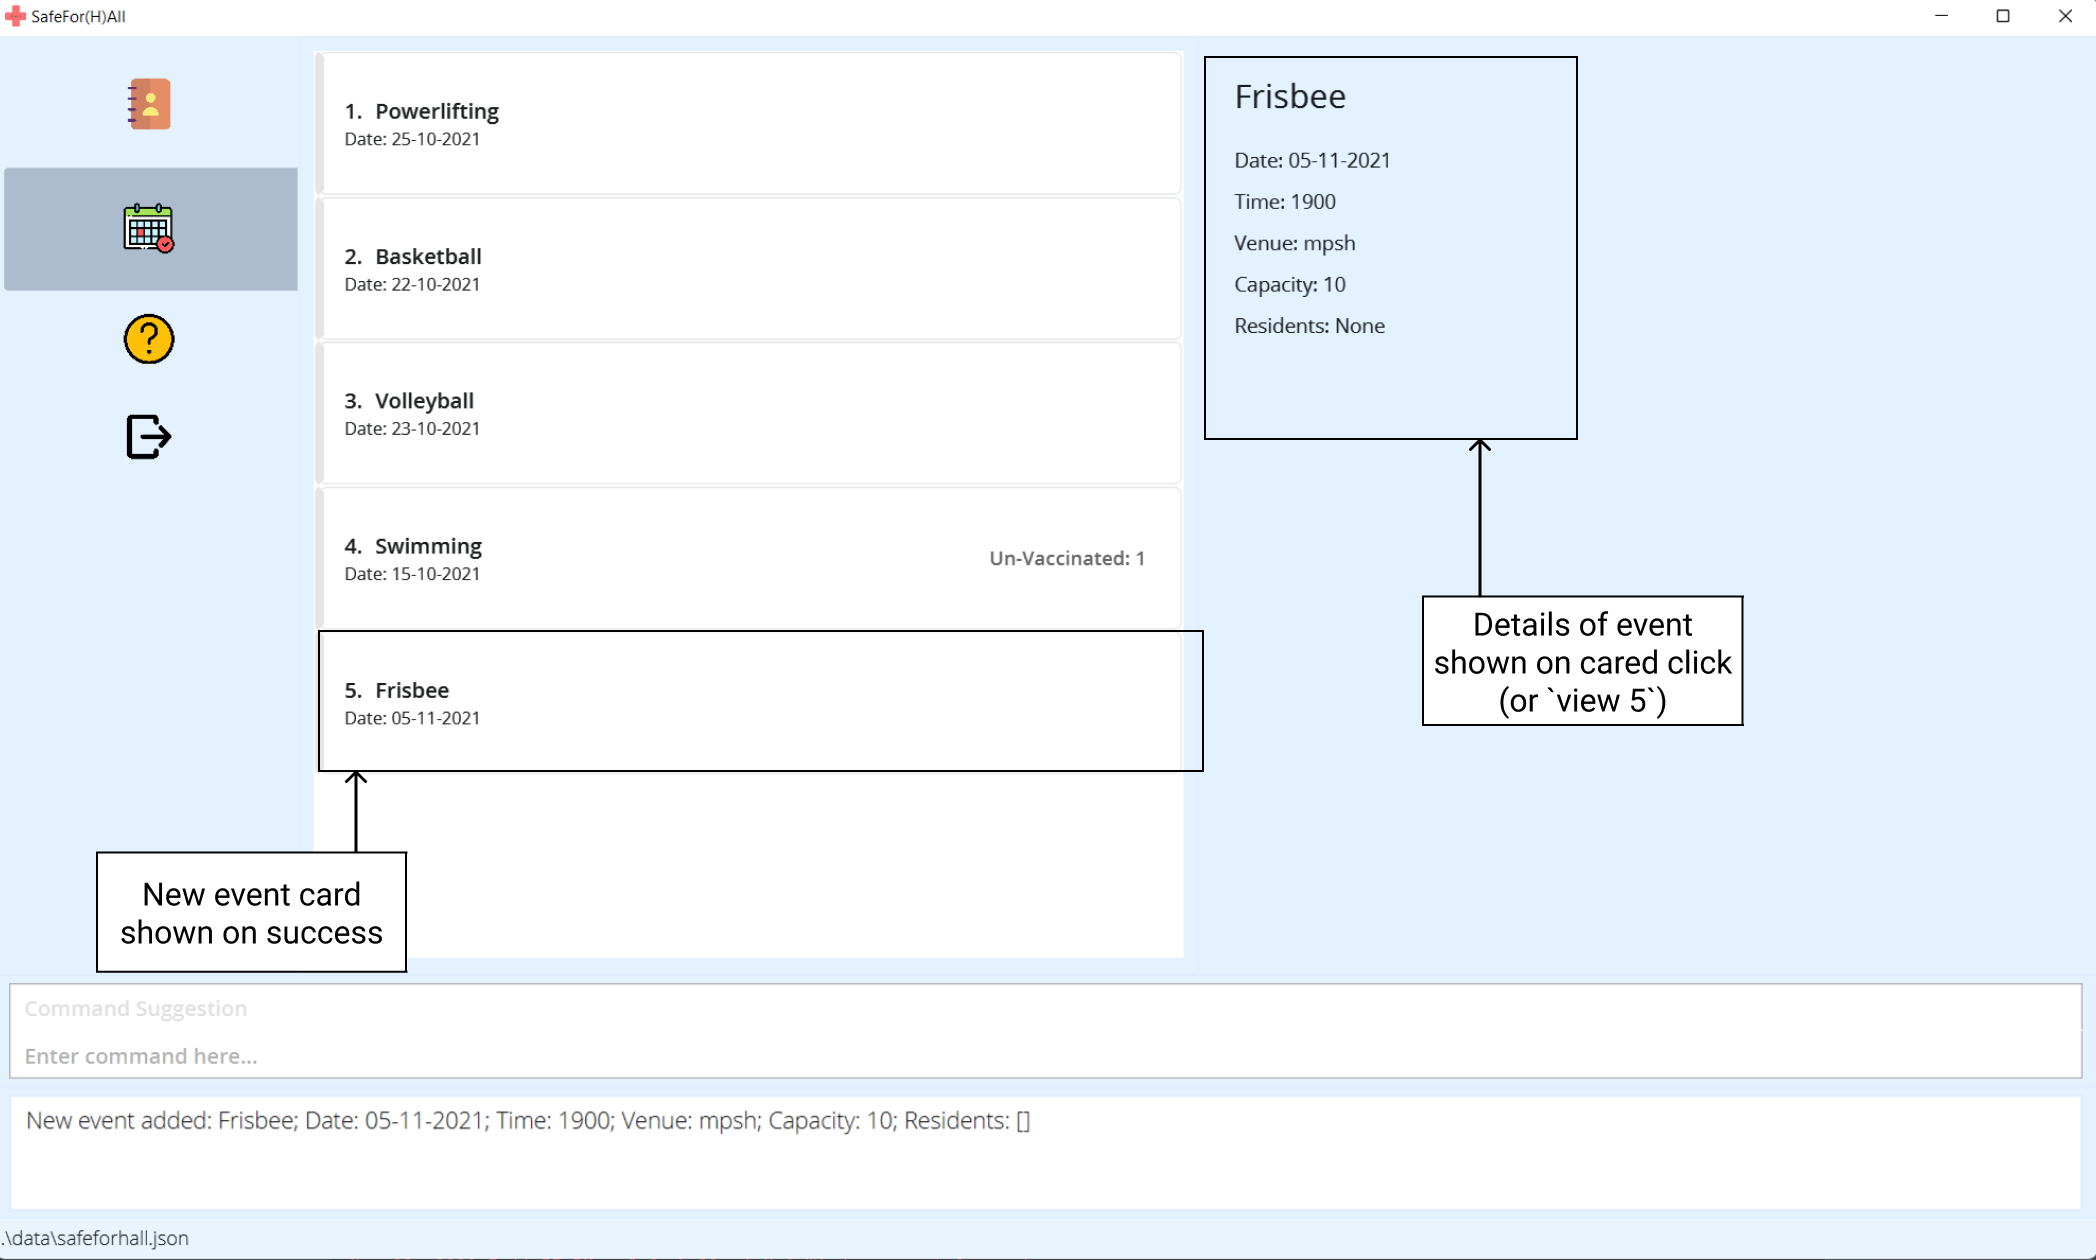 SafeFor(H)All
1. Powerlifting
Date: 25-10-2021
2. Basketball
Date: 22-10-2021
3. Volleyball
Date: 23-10-2021
4. Swimming
Date: 15-10-2021
Un-Vaccinated: 1
5. Frisbee
Date: 05-11-2021
New event card
shown on success
Frisbee
Date: 05-11-2021
Time: 1900
Venue: mpsh
Capacity: 10
Residents: None
Details of event
shown on cared click
(or `view 5`)
Command Suggestion
Enter command here...
New event added: Frisbee; Date: 05-11-2021; Time: 1900; Venue: mpsh; Capacity: 10; Residents: []
.\data\safeforhall.json